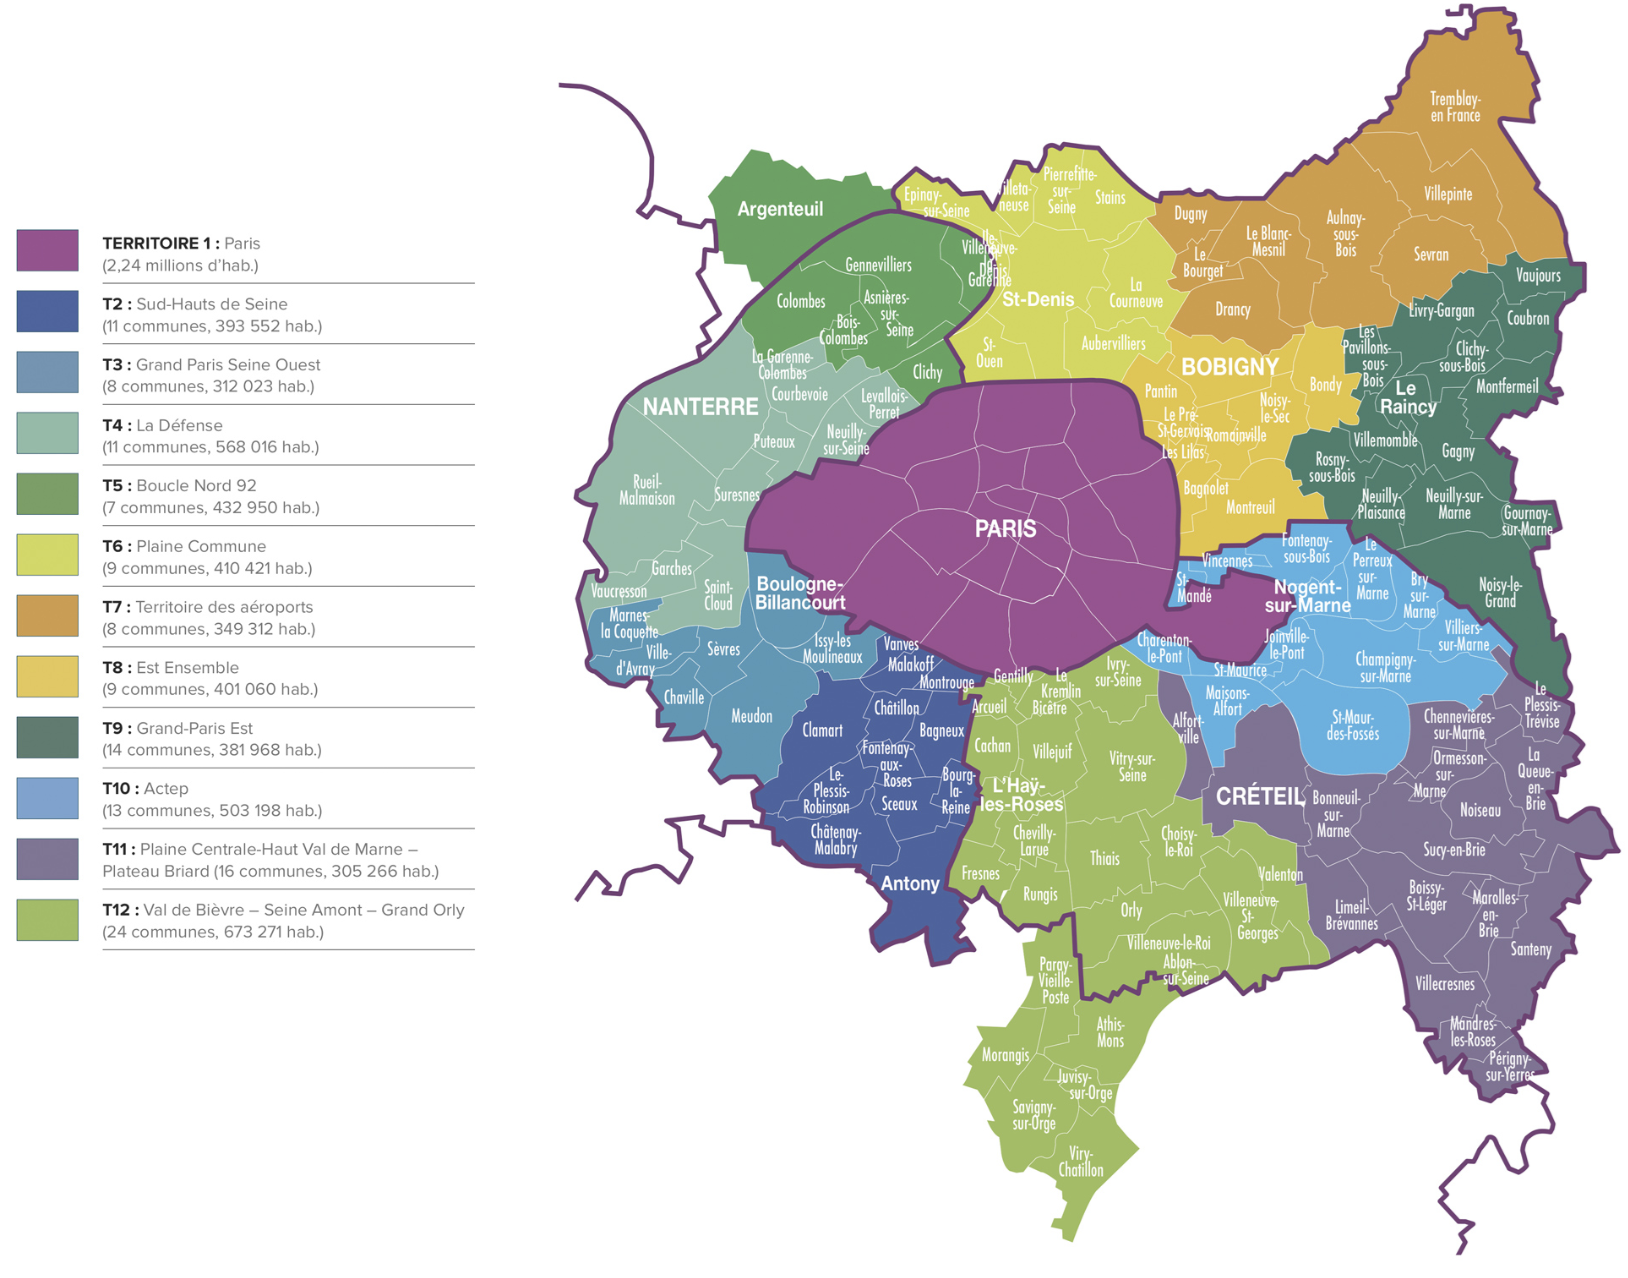 TERRITOIRE 1 : Paris
(2,24 millions d'hab.)
T2 : Sud-Hauts de Seine
(11 communes, 393 552 hab.)
T3 : Grand Paris Seine Ouest
(8 communes, 312 023 hab.)
T4 : La Défense
(11 communes, 568 016 hab.)
T5 : Boucle Nord 92
(7 communes, 432 950 hab.)
T6 : Plaine Commune
(9 communes, 410 421 hab.)
T7 : Territoire des aéroports
(8 communes, 349 312 hab.)
T8 : Est Ensemble
(9 communes, 401 060 hab.)
T9 : Grand-Paris Est
(14 communes, 381 968 hab.)
T10 : Actep
(13 communes, 503 198 hab.)
T11 : Plaine Centrale-Haut Val de Marne –
Plateau Briard (16 communes, 305 266 hab.)
T12 : Val de Bièvre – Seine Amont – Grand Orly
(24 communes, 673 271 hab.)
Argenteuil
Gennevilliers
Colombes
Asnières-
sur-
Seine
Bois-
Colombes
Clichy
Ile-
St-
Denis
Villeneuve-
la-
Garenne
Epinay-
sur-Seine
Villeta-
neuse
Pierrefitte-
sur-
Seine
Stains
St-Denis
La
Courneuve
St-
Ouen
Aubervilliers
Tremblay-
en France
Villepinte
Dugny
Le Blanc-
Mesnil
Aulnay-
sous-
Bois
Sevran
Le
Bourget
Drancy
BOBIGNY
Bondy
Pantin
Noisy-
le-Sec
Le Pré-
St-Gervais
Romainville
Les Lilas
Bagnolet
Montreuil
Vaujours
Livry-Gargan
Coubron
Les
Pavillons-
sous-
Bois
Clichy-
sous-Bois
Montfermeil
Le
Raincy
Villemomble
Gagny
Rosny-
sous-Bois
Neuilly-
Plaisance
Neuilly-sur-
Marne
Gournay-
sur-Marne
Noisy-le-
Grand
La Garenne-
Colombes
Courbevoie
NANTERRE
Levallois-
Perret
Puteaux
Neuilly-
sur-Seine
Rueil-
Malmaison
Suresnes
Garches
Vaucresson
Saint-
Cloud
PARIS
Boulogne-
Billancourt
Marnes-
la Coquette
Ville-
d'Avray
Sèvres
Issy-les
Moulineaux
Chaville
Meudon
Vanves
Malakoff
Montrouge
Châtillon
Clamart
Bagneux
Fontenay-
aux-
Roses
Le-
Plessis-
Robinson
Bourg-
la-
Reine
Sceaux
Châtenay-
Malabry
Antony
Vincennes
Fontenay-
sous-Bois
Le
Perreux
sur-
Marne
St-
Mandé
Nogent-
sur-Marne
Bry
sur-
Marne
Villiers-
sur-Marne
Charenton-
le-Pont
Joinville-
le-Pont
St-Maurice
Champigny-
sur-Marne
Maisons-
Alfort
St-Maur-
des-Fossés
Gentilly
Le
Kremlin
Bicêtre
Ivry-
sur-Seine
Arcueil
Cachan
Villejuif
Vitry-sur-
Seine
L'Haÿ-
les-Roses
Chevilly-
Larue
Thiais
Choisy-
le-Roi
Fresnes
Rungis
Orly
Valenton
Villeneuve-
St-
Georges
Villeneuve-le-Roi
Ablon-
sur-Seine
Paray-
Vieille-
Poste
Athis-
Mons
Morangis
Juvisy-
sur-Orge
Savigny-
sur-Orge
Viry-
Chatillon
Alfort-
ville
CRÉTEIL
Le
Plessis-
Trévise
Chennevières-
sur-Marne
Ormesson-
sur-
Marne
La
Queue-
en-
Brie
Bonneuil-
sur-
Marne
Noiseau
Sucy-en-Brie
Boissy-
St-Léger
Limeil-
Brévannes
Marolles-
en-
Brie
Santeny
Villecresnes
Mandres-
les-Roses
Périgny-
sur-Yerres